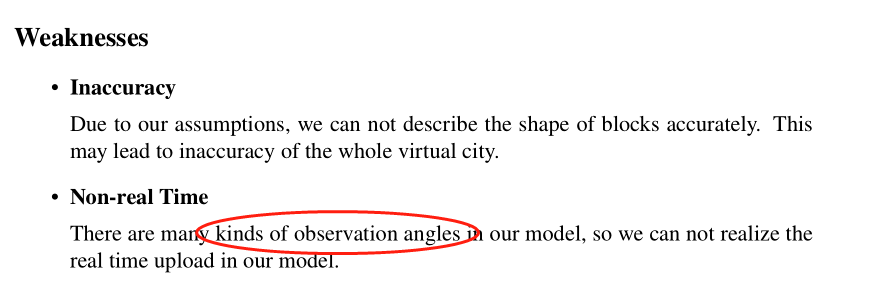 Weaknesses
• Inaccuracy
Due to our assumptions, we can not describe the shape of blocks accurately. This
may lead to inaccuracy of the whole virtual city.
• Non-real Time
There are many kinds of observation angles in our model, so we can not realize the
real time upload in our model.